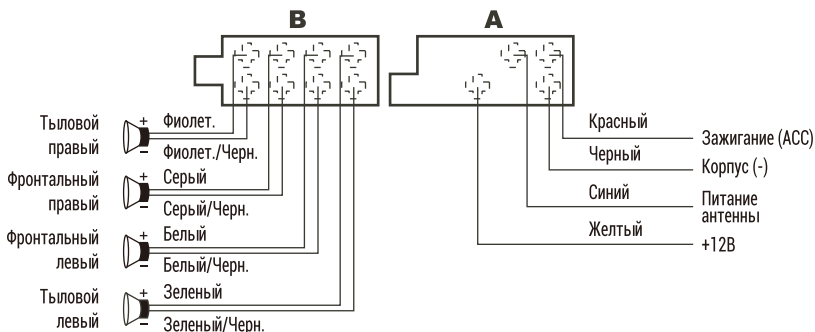 B
A
Тыловой
правый
+ Фиолет.
– Фиолет./Черн.
Фронтальный
правый
+ Серый
– Серый/Черн.
Фронтальный
левый
+ Белый
– Белый/Черн.
Тыловой
левый
+ Зеленый
– Зеленый/Черн.
Красный
Зажигание (ACC)
Черный
Корпус (-)
Синий
Питание
антенны
Желтый
+12В